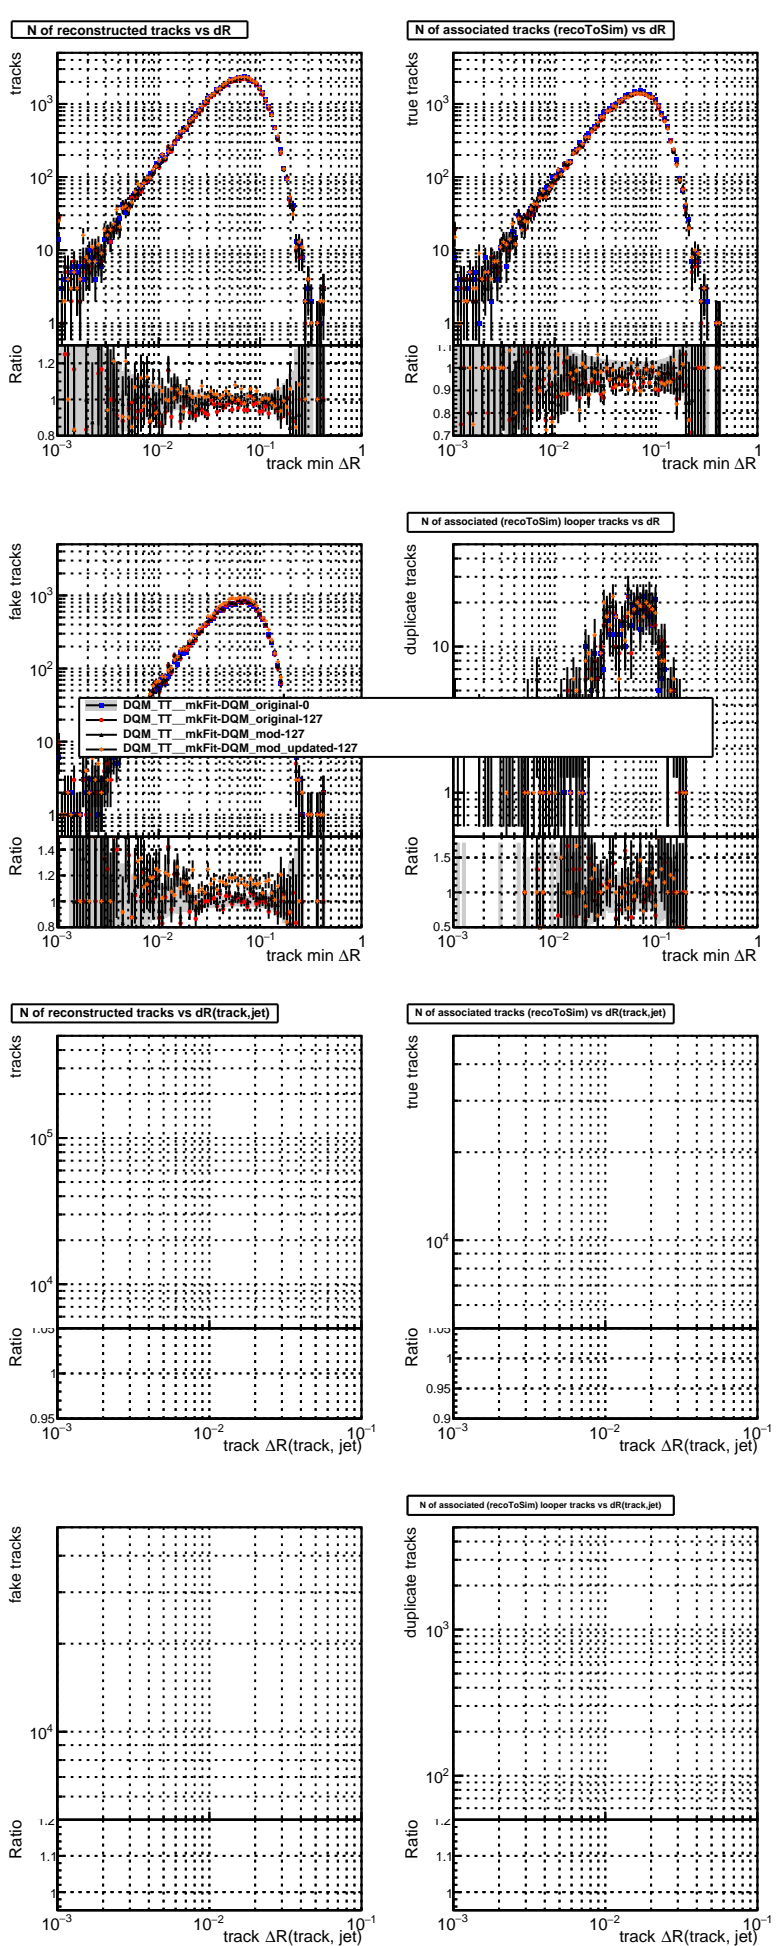 N of reconstructed tracks vs dR
tracks
10³
10²
10
1
Ratio
1.2
1
0.8
10⁻³
10⁻²
10⁻¹
1
track min ΔR
N of associated tracks (recoToSim) vs dR
true tracks
10³
10²
10
1
Ratio
1.1
1
0.9
0.8
0.7
10⁻³
10⁻²
10⁻¹
1
track min ΔR
fake tracks
10³
10²
10
1
Ratio
1.4
1.2
1
0.8
10⁻³
10⁻²
10⁻¹
1
track min ΔR
N of associated (recoToSim) looper tracks vs dR
duplicate tracks
10
1
Ratio
1.5
1
0.5
10⁻³
10⁻²
10⁻¹
1
track min ΔR
DQM_TT__mkFit-DQM_original-0
DQM_TT__mkFit-DQM_original-127
DQM_TT__mkFit-DQM_mod-127
DQM_TT__mkFit-DQM_mod_updated-127
N of reconstructed tracks vs dR(track,jet)
tracks
10⁵
10⁴
Ratio
1.05
1
0.95
10⁻³
10⁻²
10⁻¹
track ΔR(track, jet)
N of associated tracks (recoToSim) vs dR(track,jet)
true tracks
10⁴
Ratio
1.05
1
0.95
0.9
10⁻³
10⁻²
10⁻¹
track ΔR(track, jet)
fake tracks
10⁴
Ratio
1.2
1.1
1
10⁻³
10⁻²
10⁻¹
track ΔR(track, jet)
N of associated (recoToSim) looper tracks vs dR(track,jet)
duplicate tracks
10³
10²
Ratio
1.2
1.1
1
10⁻³
10⁻²
10⁻¹
track ΔR(track, jet)